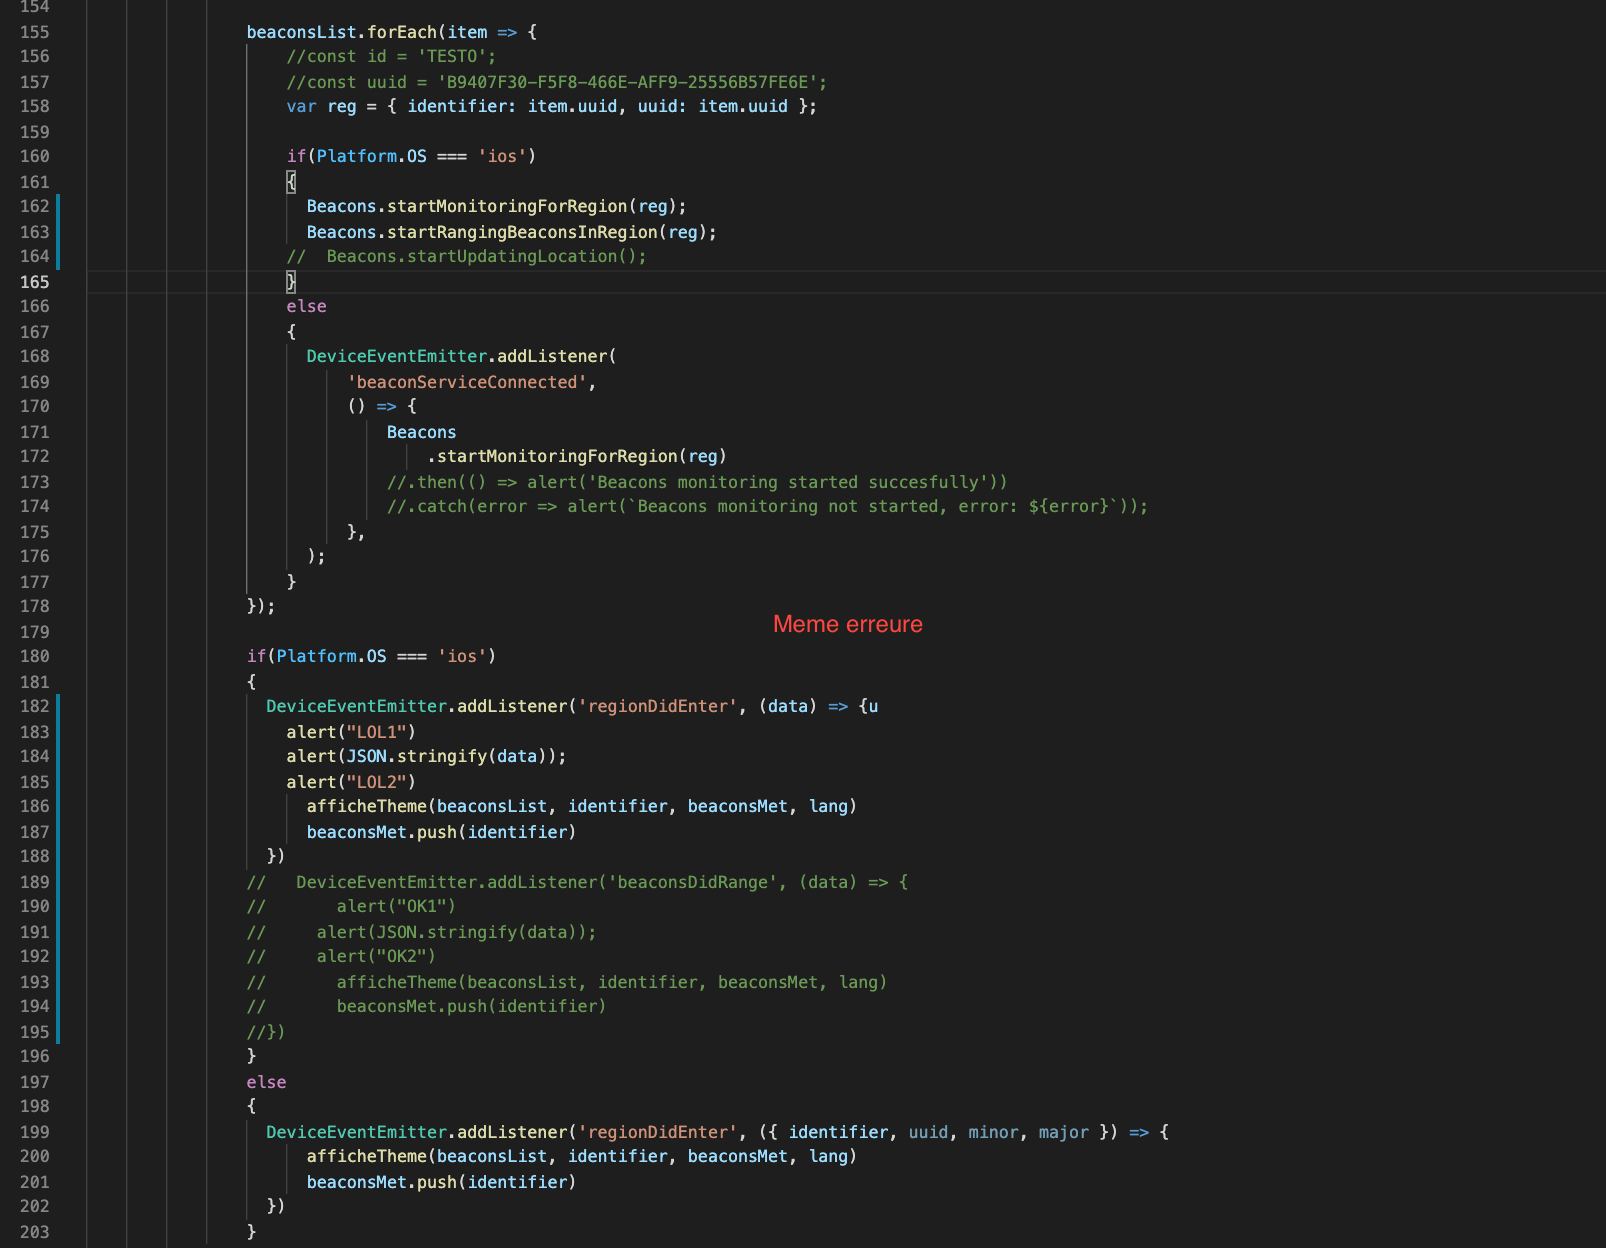 154
155 beaconsList.forEach(item => {
156 //const id = 'TESTO';
157 //const uuid = 'B9407F30-F5F8-466E-AFF9-25556B57FE6E';
158 var reg = { identifier: item.uuid, uuid: item.uuid };
159
160 if(Platform.OS === 'ios')
161 {
162 Beacons.startMonitoringForRegion(reg);
163 Beacons.startRangingBeaconsInRegion(reg);
164 //  Beacons.startUpdatingLocation();
165 }
166 else
167 {
168 DeviceEventEmitter.addListener(
169 'beaconServiceConnected',
170 () => {
171 Beacons
172 .startMonitoringForRegion(reg)
173 //.then(() => alert('Beacons monitoring started succesfully'))
174 //.catch(error => alert(`Beacons monitoring not started, error: ${error}`));
175 },
176 );
177 }
178 });
Meme erreure
179
180 if(Platform.OS === 'ios')
181 {
182 DeviceEventEmitter.addListener('regionDidEnter', (data) => {u
183 alert("LOL1")
184 alert(JSON.stringify(data));
185 alert("LOL2")
186 afficheTheme(beaconsList, identifier, beaconsMet, lang)
187 beaconsMet.push(identifier)
188 })
189 //   DeviceEventEmitter.addListener('beaconsDidRange', (data) => {
190 //       alert("OK1")
191 //     alert(JSON.stringify(data));
192 //     alert("OK2")
193 //       afficheTheme(beaconsList, identifier, beaconsMet, lang)
194 //       beaconsMet.push(identifier)
195 //})
196 }
197 else
198 {
199 DeviceEventEmitter.addListener('regionDidEnter', ({ identifier, uuid, minor, major }) => {
200 afficheTheme(beaconsList, identifier, beaconsMet, lang)
201 beaconsMet.push(identifier)
202 })
203 }